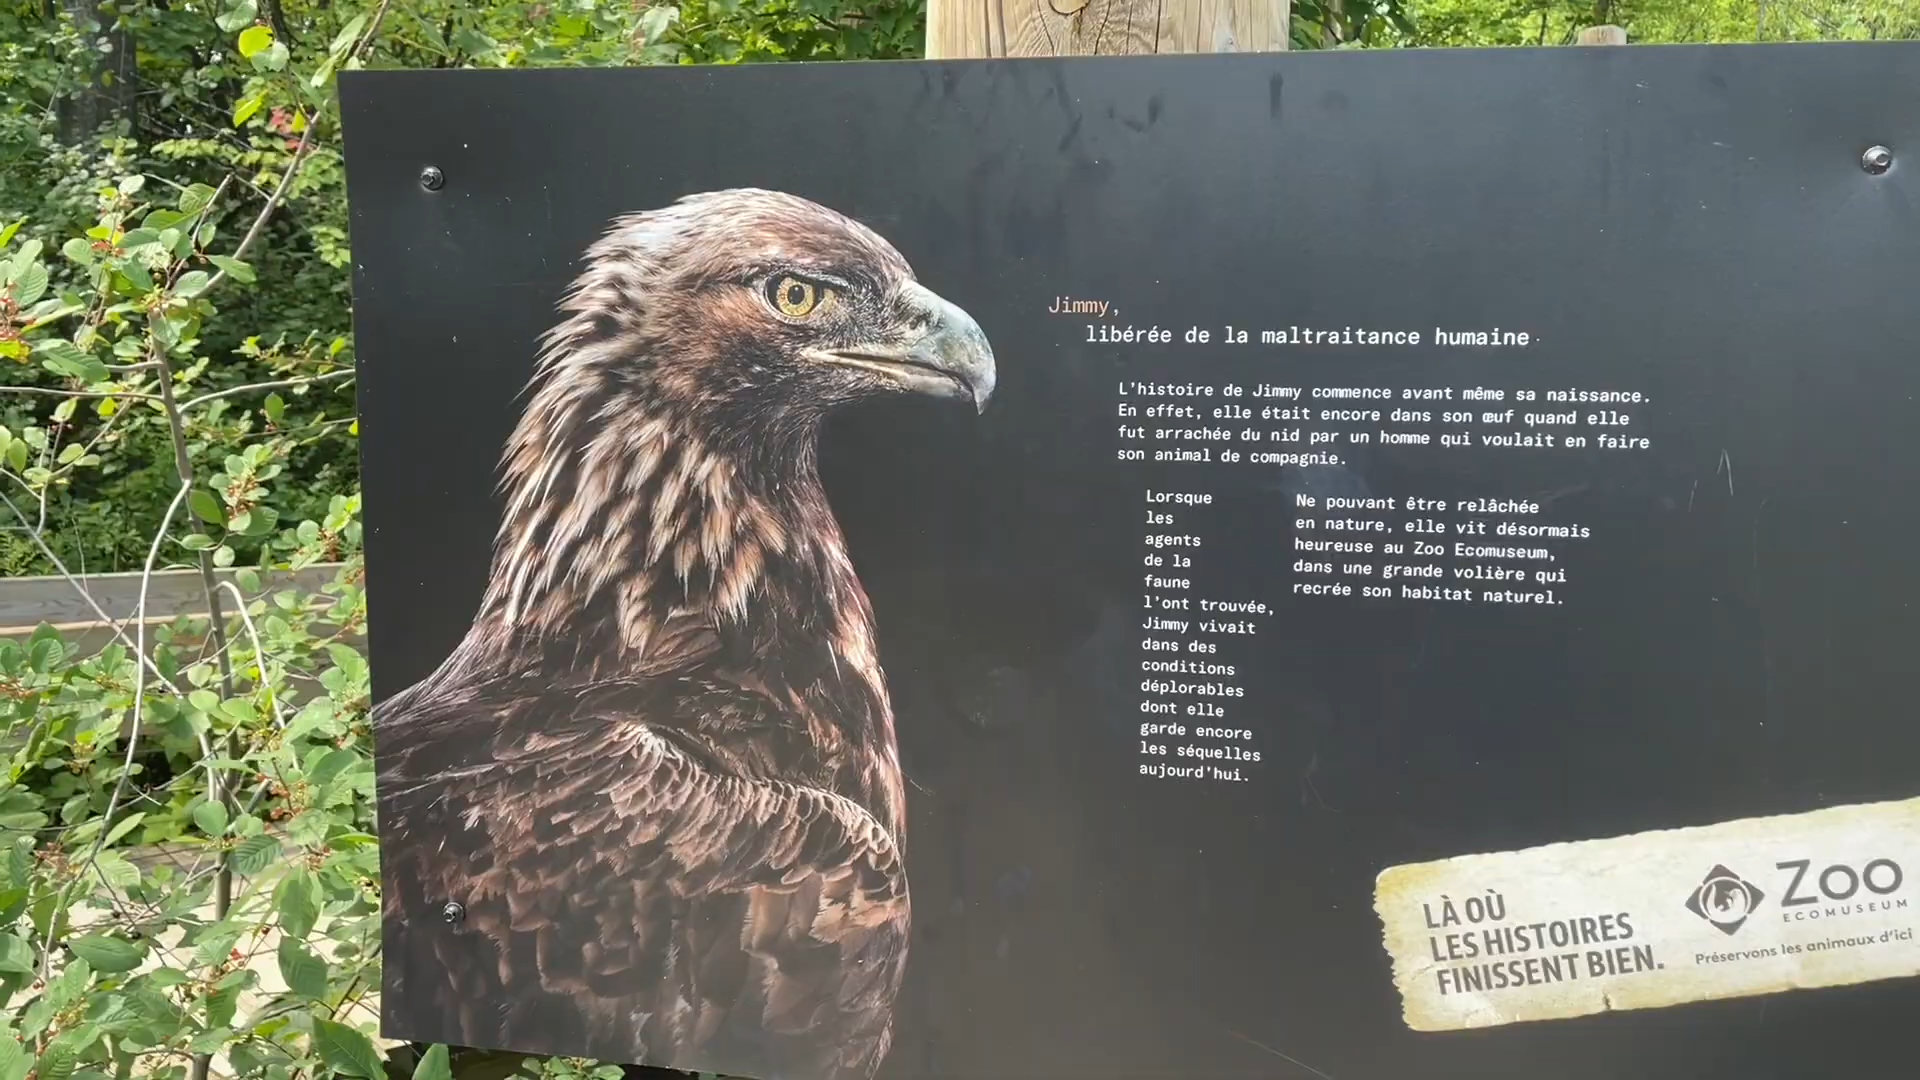 Jimmy,
libérée de la maltraitance humaine
L'histoire de Jimmy commence avant même sa naissance.
En effet, elle était encore dans son œuf quand elle
fut arrachée du nid par un homme qui voulait en faire
son animal de compagnie.
Lorsque
les
agents
de la
faune
l'ont trouvée,
Jimmy vivait
dans des
conditions
déplorables
dont elle
garde encore
les séquelles
aujourd'hui.
Ne pouvant être relâchée
en nature, elle vit désormais
heureuse au Zoo Ecomuseum,
dans une grande volière qui
recrée son habitat naturel.
LÀ OÙ
LES HISTOIRES
FINISSENT BIEN.
Zoo
ECOMUSEUM
Préservons les animaux d'ici